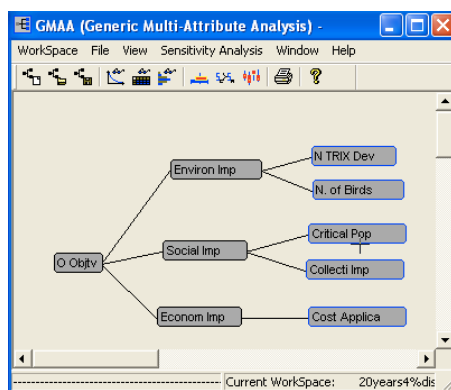 GMAA (Generic Multi-Attribute Analysis) -
WorkSpace File View Sensitivity Analysis Window Help
Environ Imp
N TRIX Dev
N. of Birds
O Objtv
Social Imp
Critical Pop
Collecti Imp
Econom Imp
Cost Applica
Current WorkSpace: 20years4%dis